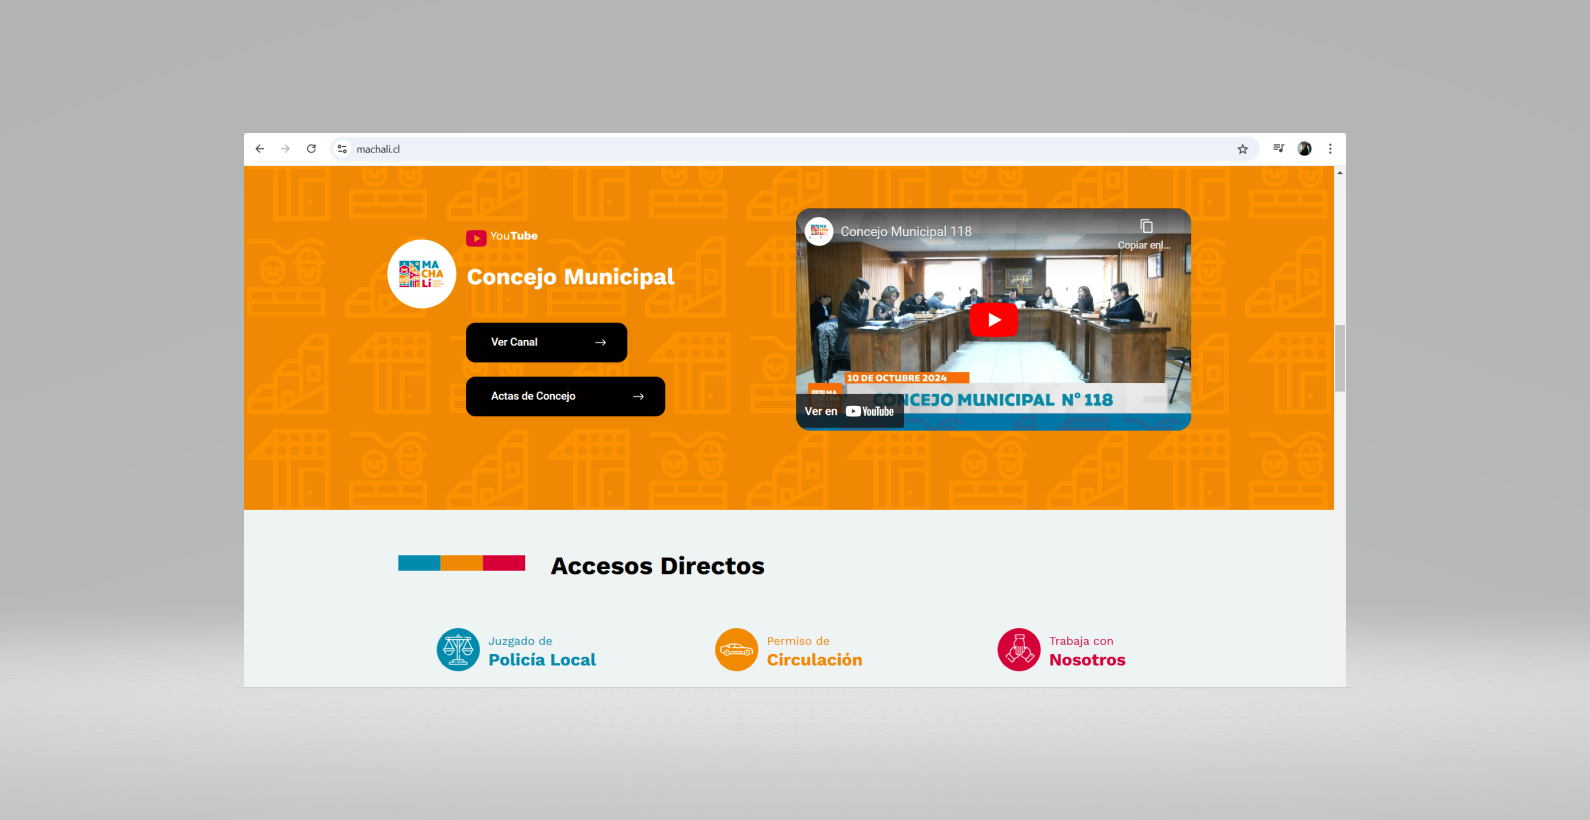 machali.cl
YouTube
MA
CHA
LÍ
Concejo Municipal
Ver Canal
Actas de Concejo
Concejo Municipal 118
Copiar enl...
10 DE OCTUBRE 2024
CONCEJO MUNICIPAL N° 118
Ver en YouTube
Accesos Directos
Juzgado de
Policía Local
Permiso de
Circulación
Trabaja con
Nosotros